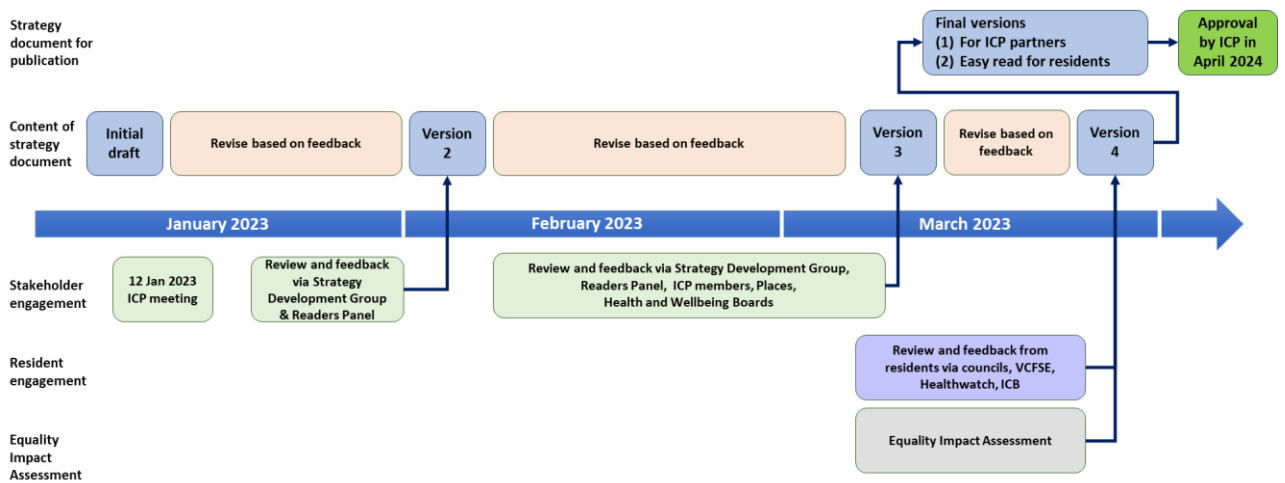 Strategy
document for
publication
Final versions
(1) For ICP partners
(2) Easy read for residents
Approval
by ICP in
April 2024
Content of
strategy
document
Initial
draft
Revise based on feedback
Version
2
Revise based on feedback
Version
3
Revise based on
feedback
Version
4
January 2023
February 2023
March 2023
Stakeholder
engagement
12 Jan 2023
ICP meeting
Review and feedback
via Strategy
Development Group
& Readers Panel
Review and feedback via Strategy Development Group,
Readers Panel, ICP members, Places,
Health and Wellbeing Boards
Resident
engagement
Review and feedback from
residents via councils, VCFSE,
Healthwatch, ICB
Equality
Impact
Assessment
Equality Impact Assessment